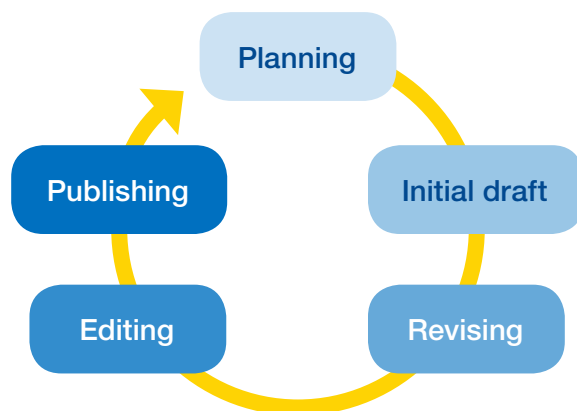 Planning
Initial draft
Revising
Editing
Publishing